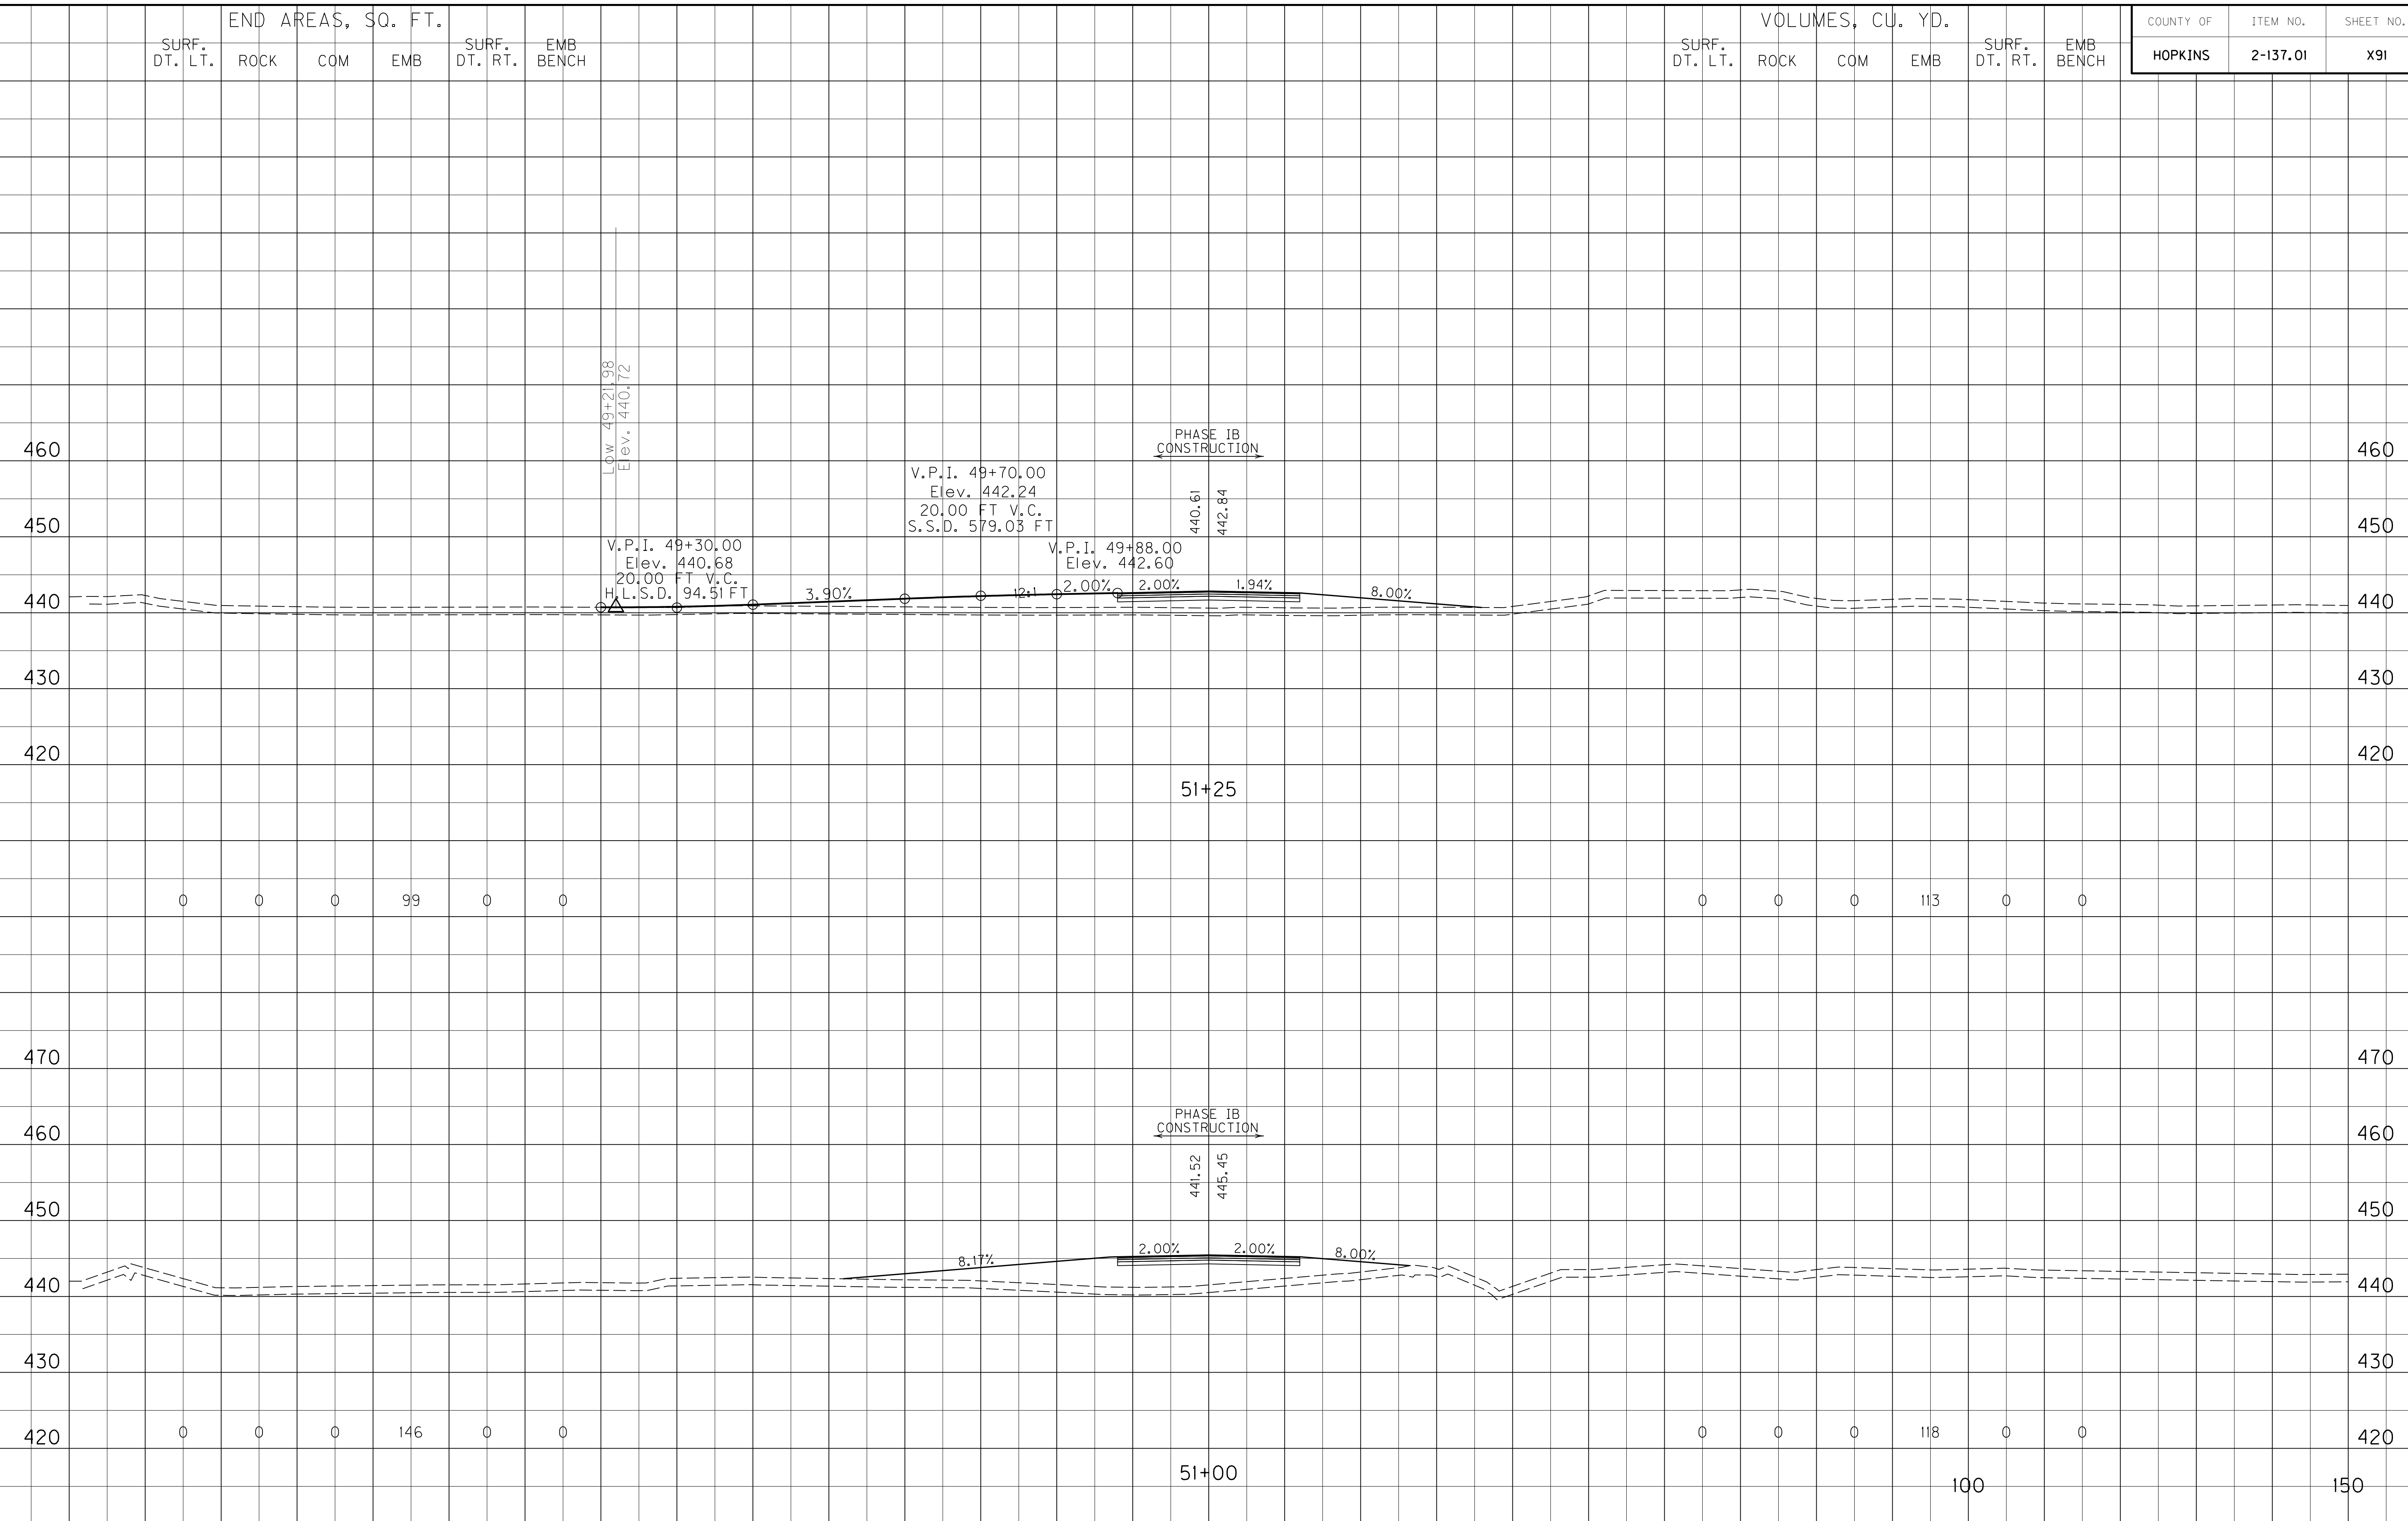 END AREAS, SQ. FT.
VOLUMES, CU. YD.
COUNTY OF ITEM NO. SHEET NO.
HOPKINS 2-137.01 X91
SURF. DT. LT. ROCK COM EMB SURF. DT. RT. EMB BENCH
SURF. DT. LT. ROCK COM EMB SURF. DT. RT. EMB BENCH
Low 49+21.98
Elev. 440.72
PHASE IB
CONSTRUCTION
460 460
V.P.I. 49+70.00
Elev. 442.24
20.00 FT V.C.
S.S.D. 579.03 FT
440.61
442.84
450 450
V.P.I. 49+30.00
Elev. 440.68
20.00 FT V.C.
H.L.S.D. 94.51 FT
V.P.I. 49+88.00
Elev. 442.60
3.90% 12:1 2.00% 2.00% 1.94% 8.00%
440 440
430 430
420 420
51+25
0 0 0 99 0 0
0 0 0 113 0 0
470 470
PHASE IB
CONSTRUCTION
460 460
441.52
445.45
450 450
8.17% 2.00% 2.00% 8.00%
440 440
430 430
0 0 0 146 0 0
0 0 0 118 0 0
420 420
51+00
100 150